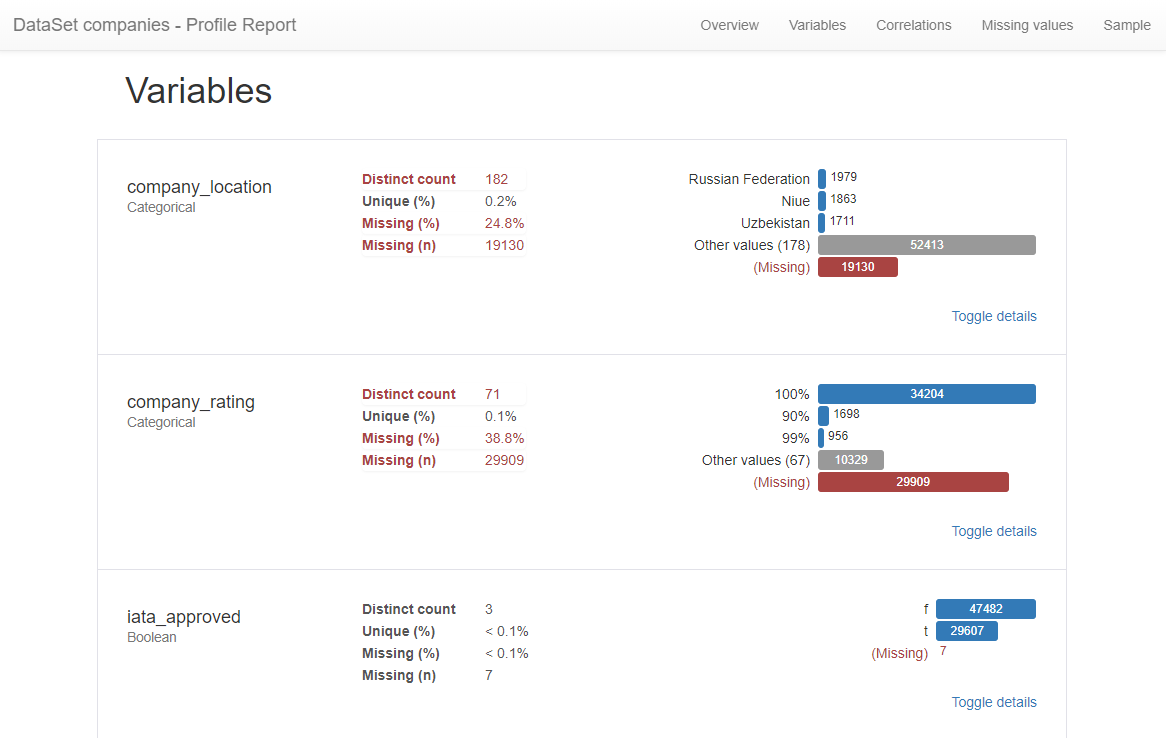 DataSet companies - Profile Report
Overview Variables Correlations Missing values Sample
Variables
company_location
Categorical
Distinct count 182
Unique (%) 0.2%
Missing (%) 24.8%
Missing (n) 19130
Russian Federation 1979
Niue 1863
Uzbekistan 1711
Other values (178) 52413
(Missing) 19130
Toggle details
company_rating
Categorical
Distinct count 71
Unique (%) 0.1%
Missing (%) 38.8%
Missing (n) 29909
100% 34204
90% 1698
99% 956
Other values (67) 10329
(Missing) 29909
Toggle details
iata_approved
Boolean
Distinct count 3
Unique (%) < 0.1%
Missing (%) < 0.1%
Missing (n) 7
f 47482
t 29607
(Missing) 7
Toggle details